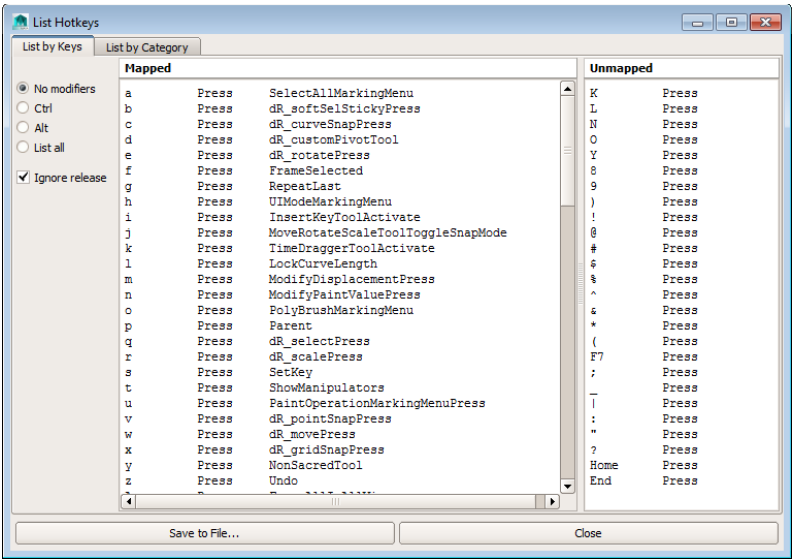 List Hotkeys
List by Keys List by Category
Mapped Unmapped
No modifiers
Ctrl
Alt
List all
Ignore release
a Press SelectAllMarkingMenu
b Press dR_softSelStickyPress
c Press dR_curveSnapPress
d Press dR_customPivotTool
e Press dR_rotatePress
f Press FrameSelected
g Press RepeatLast
h Press UIModeMarkingMenu
i Press InsertKeyToolActivate
j Press MoveRotateScaleToolToggleSnapMode
k Press TimeDraggerToolActivate
l Press LockCurveLength
m Press ModifyDisplacementPress
n Press ModifyPaintValuePress
o Press PolyBrushMarkingMenu
p Press Parent
q Press dR_selectPress
r Press dR_scalePress
s Press SetKey
t Press ShowManipulators
u Press PaintOperationMarkingMenuPress
v Press dR_pointSnapPress
w Press dR_movePress
x Press dR_gridSnapPress
y Press NonSacredTool
z Press Undo
K Press
L Press
N Press
O Press
Y Press
8 Press
9 Press
) Press
! Press
@ Press
# Press
$ Press
% Press
^ Press
& Press
* Press
( Press
F7 Press
; Press
_ Press
| Press
: Press
" Press
? Press
Home Press
End Press
Save to File... Close